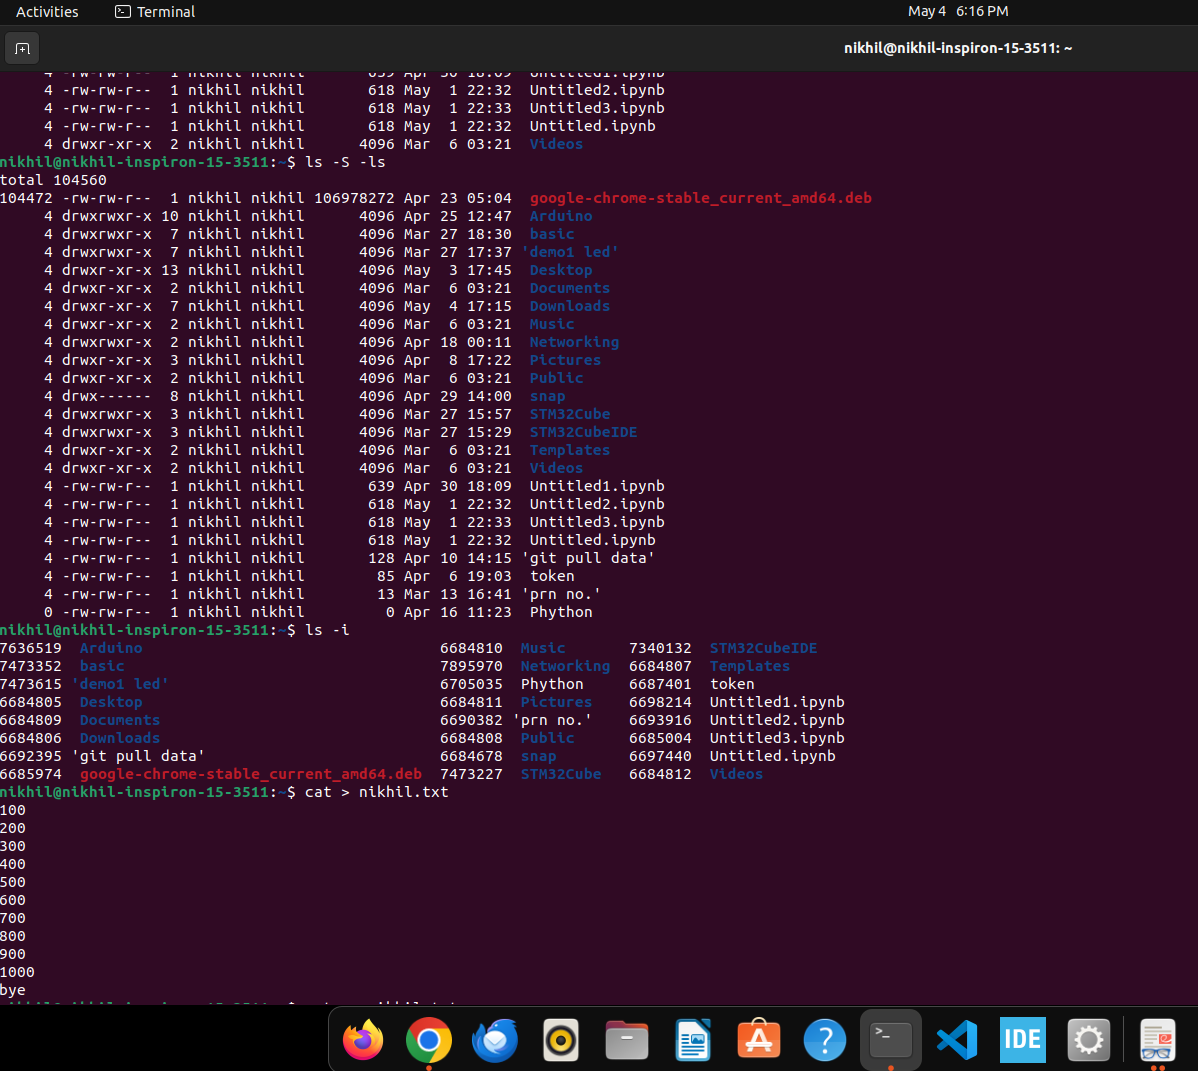 Activities Terminal May 4 6:16 PM
nikhil@nikhil-inspiron-15-3511: ~
4 -rw-rw-r-- 1 nikhil nikhil 639 Apr 30 18:09 Untitled1.ipynb
4 -rw-rw-r-- 1 nikhil nikhil 618 May 1 22:32 Untitled2.ipynb
4 -rw-rw-r-- 1 nikhil nikhil 618 May 1 22:33 Untitled3.ipynb
4 -rw-rw-r-- 1 nikhil nikhil 618 May 1 22:32 Untitled.ipynb
4 drwxr-xr-x 2 nikhil nikhil 4096 Mar 6 03:21 Videos
nikhil@nikhil-inspiron-15-3511:~$ ls -S -ls
total 104560
104472 -rw-rw-r-- 1 nikhil nikhil 106978272 Apr 23 05:04 google-chrome-stable_current_amd64.deb
4 drwxrwxr-x 10 nikhil nikhil 4096 Apr 25 12:47 Arduino
4 drwxrwxr-x 7 nikhil nikhil 4096 Mar 27 18:30 basic
4 drwxrwxr-x 7 nikhil nikhil 4096 Mar 27 17:37 'demo1 led'
4 drwxr-xr-x 13 nikhil nikhil 4096 May 3 17:45 Desktop
4 drwxr-xr-x 2 nikhil nikhil 4096 Mar 6 03:21 Documents
4 drwxr-xr-x 7 nikhil nikhil 4096 May 4 17:15 Downloads
4 drwxr-xr-x 2 nikhil nikhil 4096 Mar 6 03:21 Music
4 drwxrwxr-x 2 nikhil nikhil 4096 Apr 18 00:11 Networking
4 drwxr-xr-x 3 nikhil nikhil 4096 Apr 8 17:22 Pictures
4 drwxr-xr-x 2 nikhil nikhil 4096 Mar 6 03:21 Public
4 drwx------ 8 nikhil nikhil 4096 Apr 29 14:00 snap
4 drwxrwxr-x 3 nikhil nikhil 4096 Mar 27 15:57 STM32Cube
4 drwxrwxr-x 3 nikhil nikhil 4096 Mar 27 15:29 STM32CubeIDE
4 drwxr-xr-x 2 nikhil nikhil 4096 Mar 6 03:21 Templates
4 drwxr-xr-x 2 nikhil nikhil 4096 Mar 6 03:21 Videos
4 -rw-rw-r-- 1 nikhil nikhil 639 Apr 30 18:09 Untitled1.ipynb
4 -rw-rw-r-- 1 nikhil nikhil 618 May 1 22:32 Untitled2.ipynb
4 -rw-rw-r-- 1 nikhil nikhil 618 May 1 22:33 Untitled3.ipynb
4 -rw-rw-r-- 1 nikhil nikhil 618 May 1 22:32 Untitled.ipynb
4 -rw-rw-r-- 1 nikhil nikhil 128 Apr 10 14:15 'git pull data'
4 -rw-rw-r-- 1 nikhil nikhil 85 Apr 6 19:03 token
4 -rw-rw-r-- 1 nikhil nikhil 13 Mar 13 16:41 'prn no.'
0 -rw-rw-r-- 1 nikhil nikhil 0 Apr 16 11:23 Phython
nikhil@nikhil-inspiron-15-3511:~$ ls -i
7636519 Arduino 6684810 Music 7340132 STM32CubeIDE
7473352 basic 7895970 Networking 6684807 Templates
7473615 'demo1 led' 6705035 Phython 6687401 token
6684805 Desktop 6684811 Pictures 6698214 Untitled1.ipynb
6684809 Documents 6690382 'prn no.' 6693916 Untitled2.ipynb
6684806 Downloads 6684808 Public 6685004 Untitled3.ipynb
6692395 'git pull data' 6684678 snap 6697440 Untitled.ipynb
6685974 google-chrome-stable_current_amd64.deb 7473227 STM32Cube 6684812 Videos
nikhil@nikhil-inspiron-15-3511:~$ cat > nikhil.txt
100
200
300
400
500
600
700
800
900
1000
bye
IDE